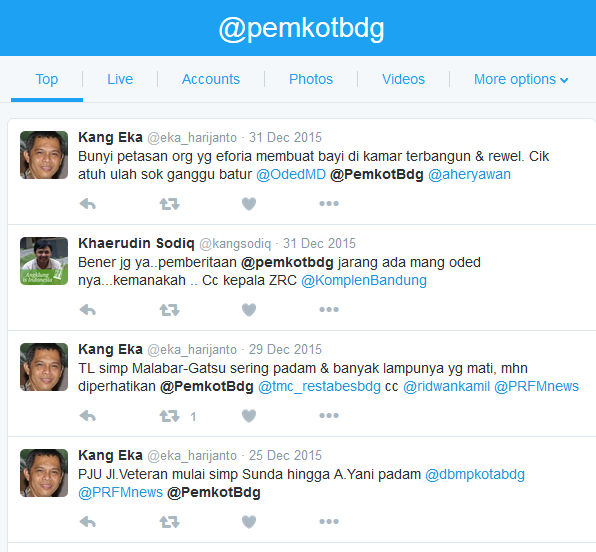 @pemkotbdg
Top Live Accounts Photos Videos More options
Kang Eka @eka_harijanto · 31 Dec 2015
Bunyi petasan org yg eforia membuat bayi di kamar terbangun & rewel. Cik
atuh ulah sok ganggu batur @OdedMD @PemkotBdg @aheryawan
Khaerudin Sodiq @kangsodiq · 31 Dec 2015
Bener jg ya..pemberitaan @pemkotbdg jarang ada mang oded
nya...kemanakah .. Cc kepala ZRC @KomplenBandung
Kang Eka @eka_harijanto · 29 Dec 2015
TL simp Malabar-Gatsu sering padam & banyak lampunya yg mati, mhn
diperhatikan @PemkotBdg @tmc_restabesbdg cc @ridwankamil @PRFMnews
1
Kang Eka @eka_harijanto · 25 Dec 2015
PJU Jl.Veteran mulai simp Sunda hingga A.Yani padam @dbmpkotabdg
@PRFMnews @PemkotBdg